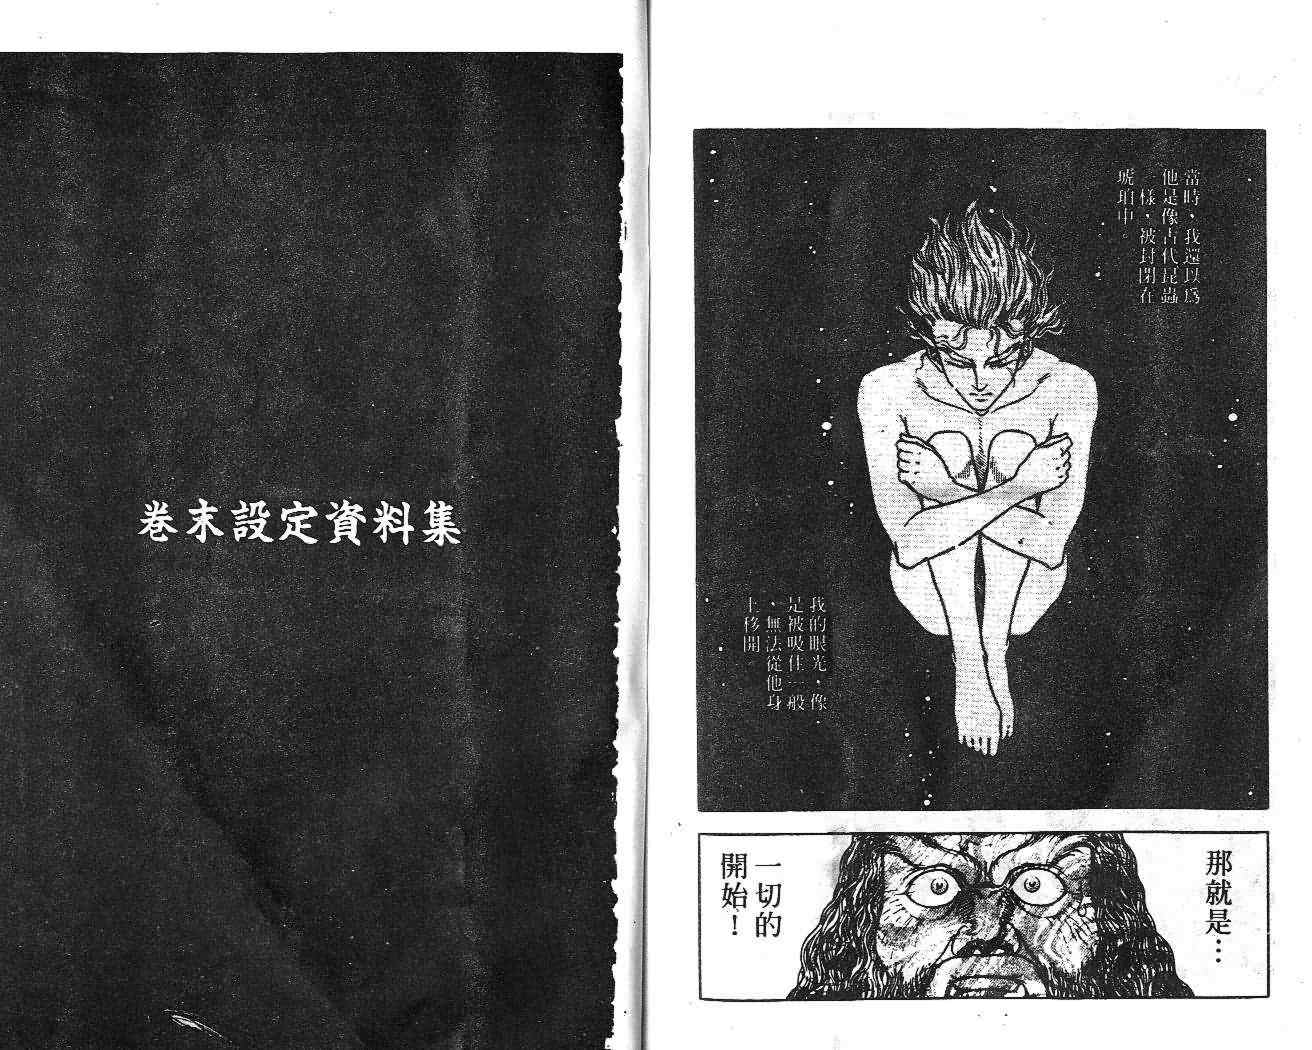 當時、我還以為
他是像古代昆蟲
一樣、被封閉在
琥珀中。
我的眼光、像
是被吸住一般
、無法從他身
上移開
那就是…
一切的
開始！
卷末設定資料集